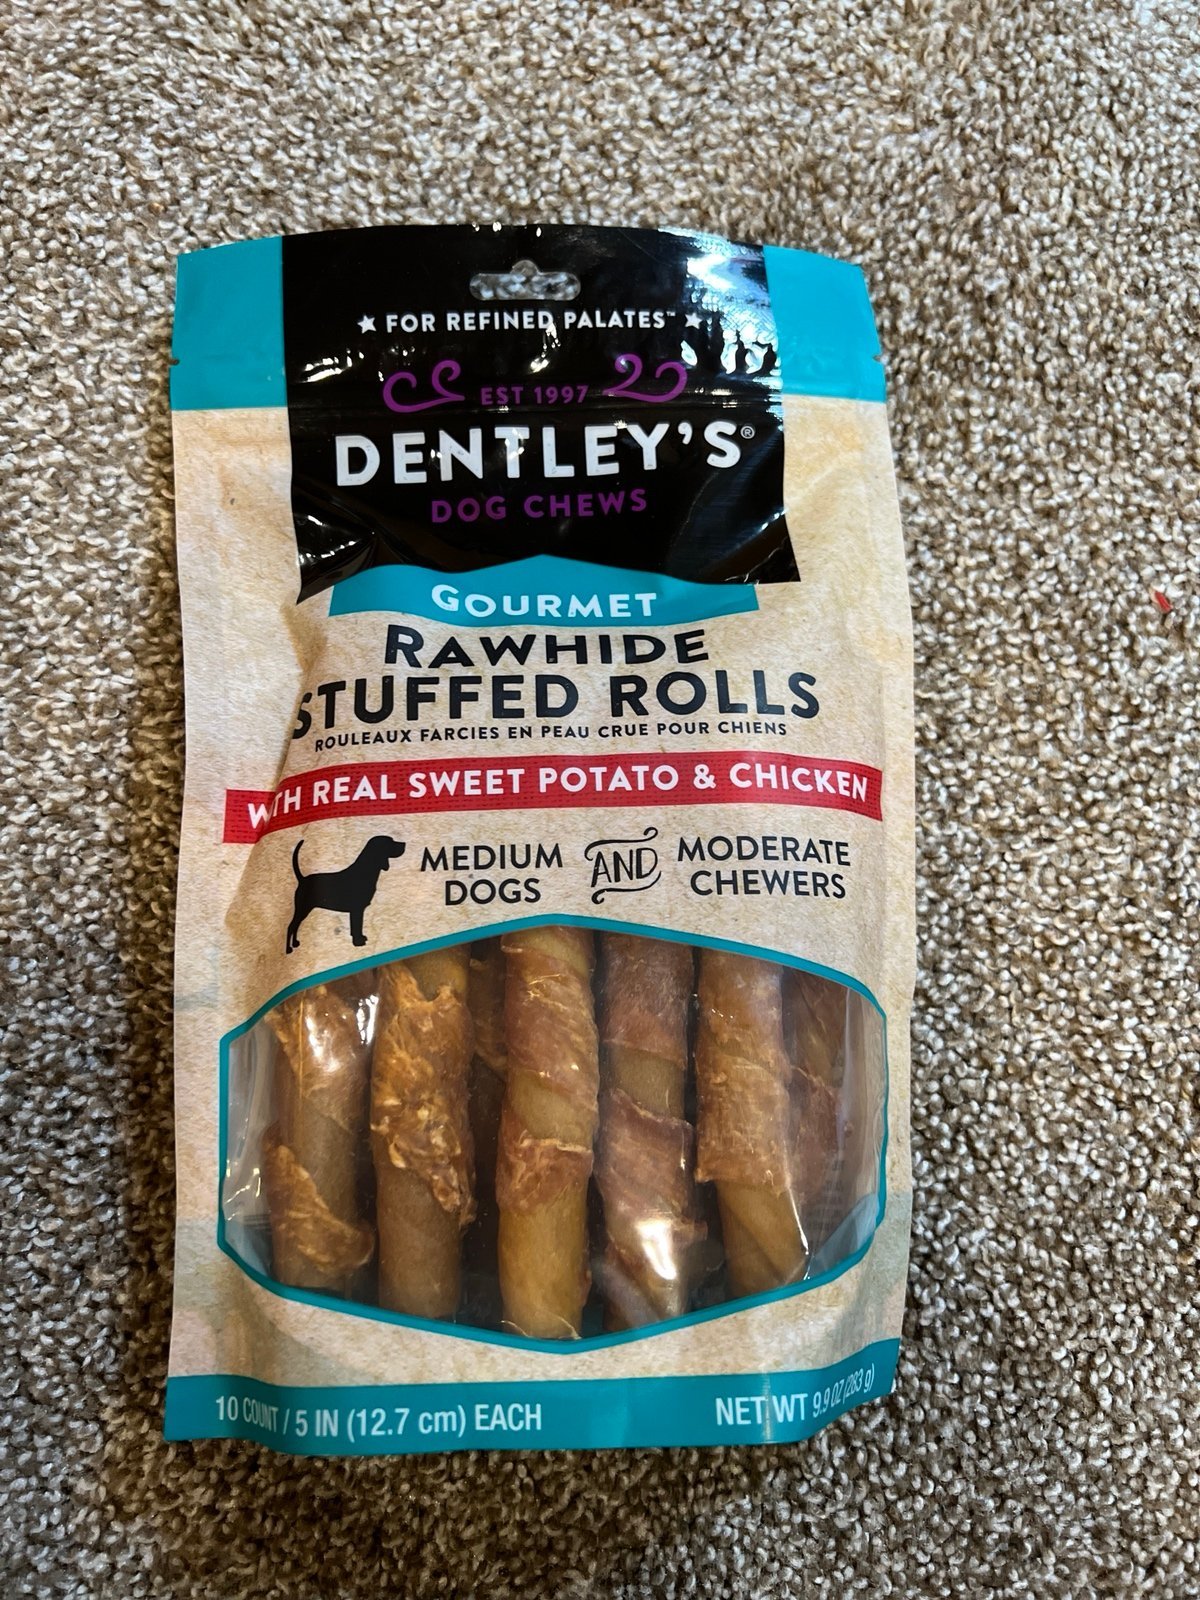 ★ FOR REFINED PALATES™ ★
EST 1997
DENTLEY'S®
DOG CHEWS
GOURMET
RAWHIDE
STUFFED ROLLS
ROULEAUX FARCIES EN PEAU CRUE POUR CHIENS
WITH REAL SWEET POTATO & CHICKEN
MEDIUM DOGS AND MODERATE CHEWERS
10 COUNT / 5 IN (12.7 cm) EACH
NET WT 9.9 OZ (283 g)